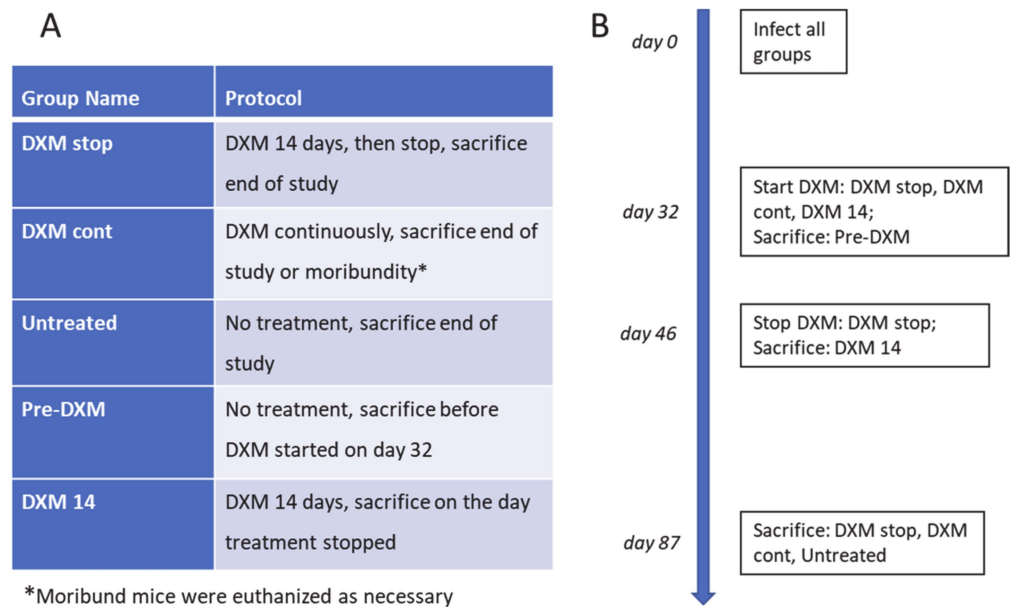 A
Group Name Protocol
DXM stop DXM 14 days, then stop, sacrifice
end of study
DXM cont DXM continuously, sacrifice end of
study or moribundity*
Untreated No treatment, sacrifice end of
study
Pre-DXM No treatment, sacrifice before
DXM started on day 32
DXM 14 DXM 14 days, sacrifice on the day
treatment stopped
*Moribund mice were euthanized as necessary
B
day 0
Infect all
groups
day 32
Start DXM: DXM stop, DXM
cont, DXM 14;
Sacrifice: Pre-DXM
day 46
Stop DXM: DXM stop;
Sacrifice: DXM 14
day 87
Sacrifice: DXM stop, DXM
cont, Untreated